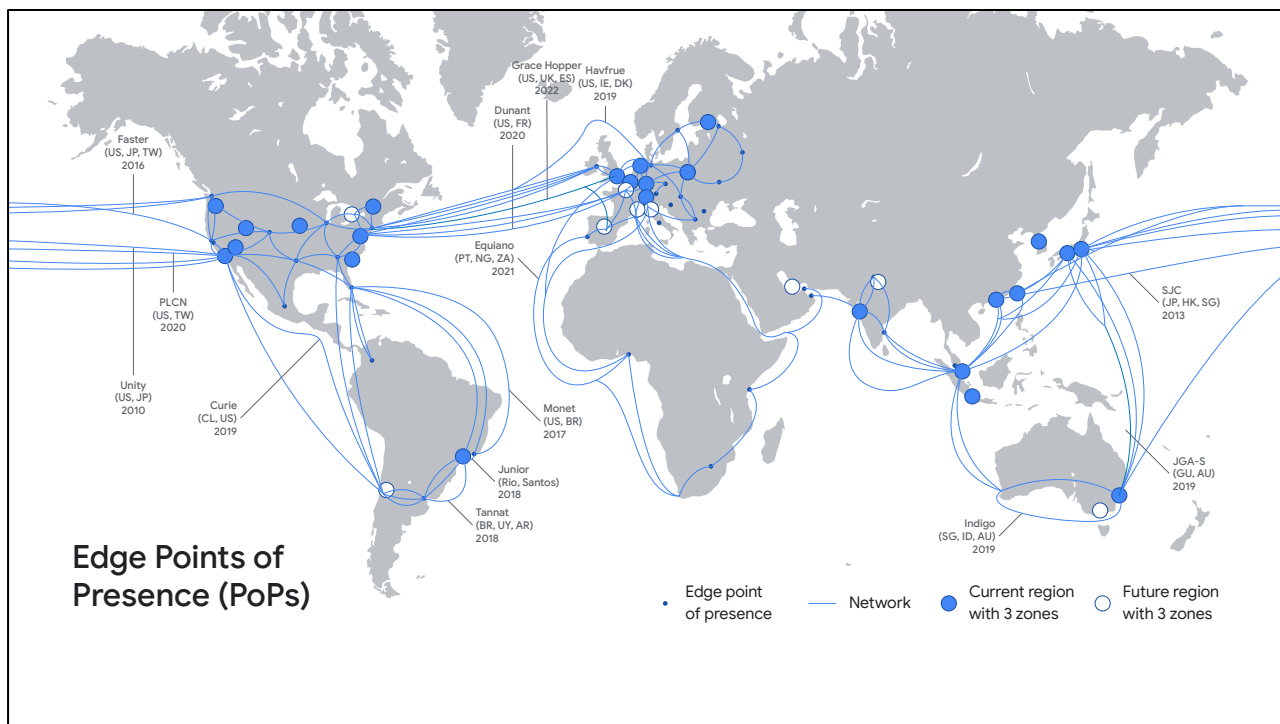 Grace Hopper
(US, UK, ES)
2022
Havfrue
(US, IE, DK)
2019
Dunant
(US, FR)
2020
Faster
(US, JP, TW)
2016
Equiano
(PT, NG, ZA)
2021
PLCN
(US, TW)
2020
SJC
(JP, HK, SG)
2013
Unity
(US, JP)
2010
Curie
(CL, US)
2019
Monet
(US, BR)
2017
Junior
(Rio, Santos)
2018
JGA-S
(GU, AU)
2019
Tannat
(BR, UY, AR)
2018
Indigo
(SG, ID, AU)
2019
Edge Points of
Presence (PoPs)
Edge point
of presence
Network
Current region
with 3 zones
Future region
with 3 zones